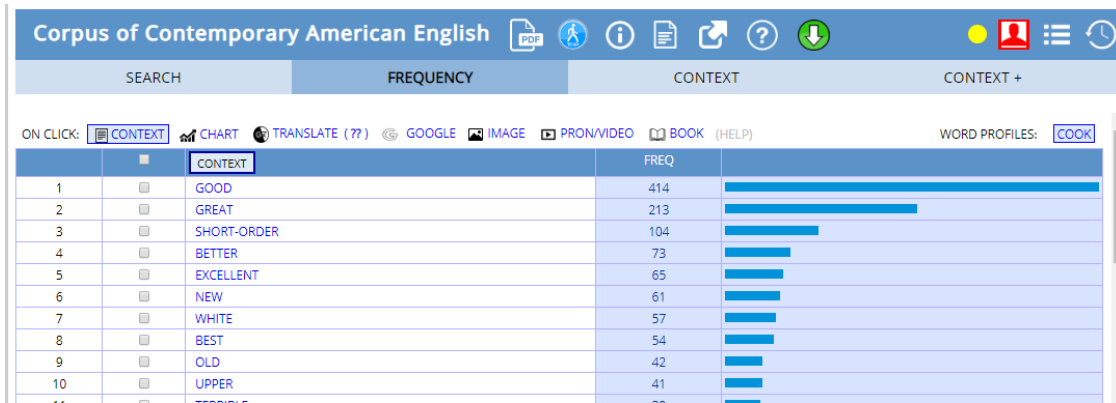 Corpus of Contemporary American English PDF
SEARCH FREQUENCY CONTEXT CONTEXT +
ON CLICK: CONTEXT CHART TRANSLATE (??) GOOGLE IMAGE PRON/VIDEO BOOK (HELP) WORD PROFILES: COOK
CONTEXT FREQ
1 GOOD 414
2 GREAT 213
3 SHORT-ORDER 104
4 BETTER 73
5 EXCELLENT 65
6 NEW 61
7 WHITE 57
8 BEST 54
9 OLD 42
10 UPPER 41